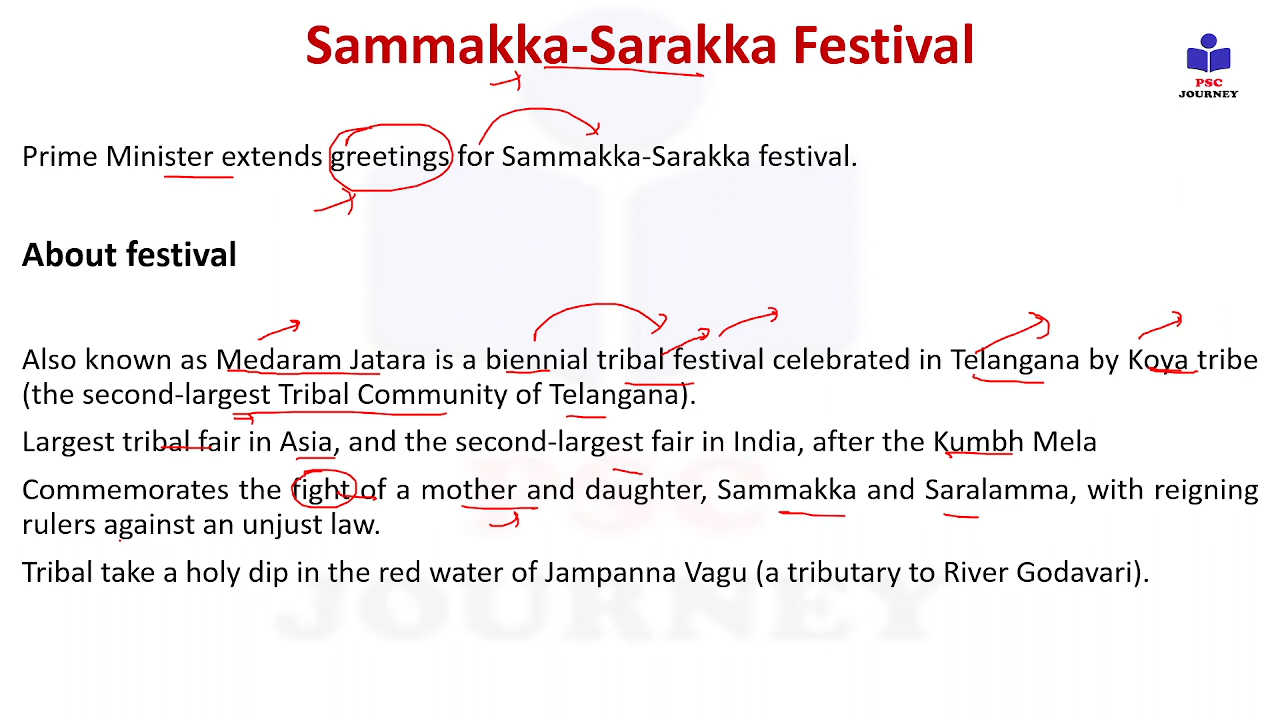 Sammakka-Sarakka Festival
PSC
JOURNEY
Prime Minister extends greetings for Sammakka-Sarakka festival.
About festival
Also known as Medaram Jatara is a biennial tribal festival celebrated in Telangana by Koya tribe
(the second-largest Tribal Community of Telangana).
Largest tribal fair in Asia, and the second-largest fair in India, after the Kumbh Mela
Commemorates the fight of a mother and daughter, Sammakka and Saralamma, with reigning
rulers against an unjust law.
Tribal take a holy dip in the red water of Jampanna Vagu (a tributary to River Godavari).
PSC
JOURNEY